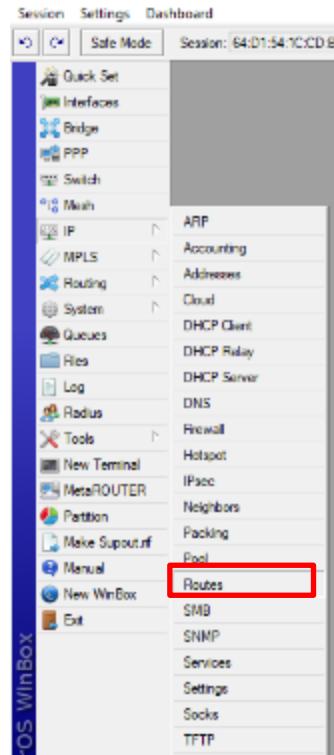 Session Settings Dashboard
Safe Mode Session: 64:D1:54:1C:CD:E
Quick Set
Interfaces
Bridge
PPP
Switch
Mesh
IP
MPLS
Routing
System
Queues
Files
Log
Radius
Tools
New Terminal
MetaROUTER
Partition
Make Supout.rif
Manual
New WinBox
Exit
ARP
Accounting
Addresses
Cloud
DHCP Client
DHCP Relay
DHCP Server
DNS
Firewall
Hotspot
IPsec
Neighbors
Packing
Pool
Routes
SMB
SNMP
Services
Settings
Socks
TFTP
rOS WinBox